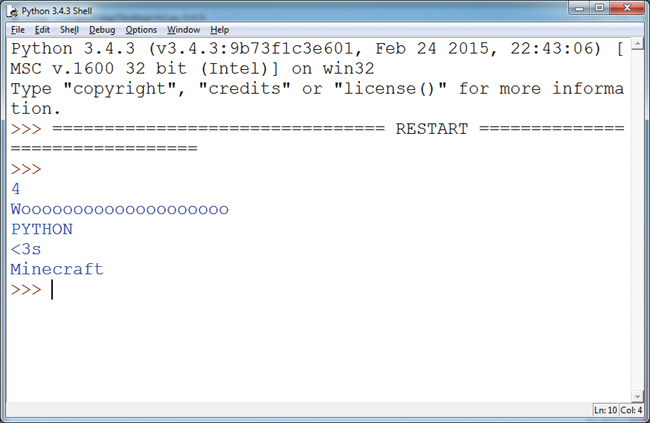 Python 3.4.3 Shell
File Edit Shell Debug Options Window Help
Python 3.4.3 (v3.4.3:9b73f1c3e601, Feb 24 2015, 22:43:06) [
MSC v.1600 32 bit (Intel)] on win32
Type "copyright", "credits" or "license()" for more informa
tion.
>>> ================================ RESTART ==============
==================
>>>
4
Woooooooooooooooooooo
PYTHON
<3s
Minecraft
>>>
Ln: 10 Col: 4